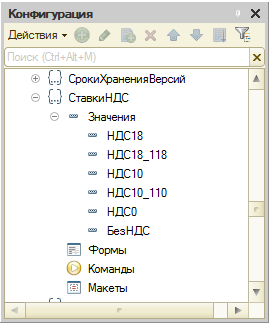 Конфигурация
Действия
Поиск (Ctrl+Alt+M)
СрокиХраненияВерсий
СтавкиНДС
Значения
НДС18
НДС18_118
НДС10
НДС10_110
НДС0
БезНДС
Формы
Команды
Макеты